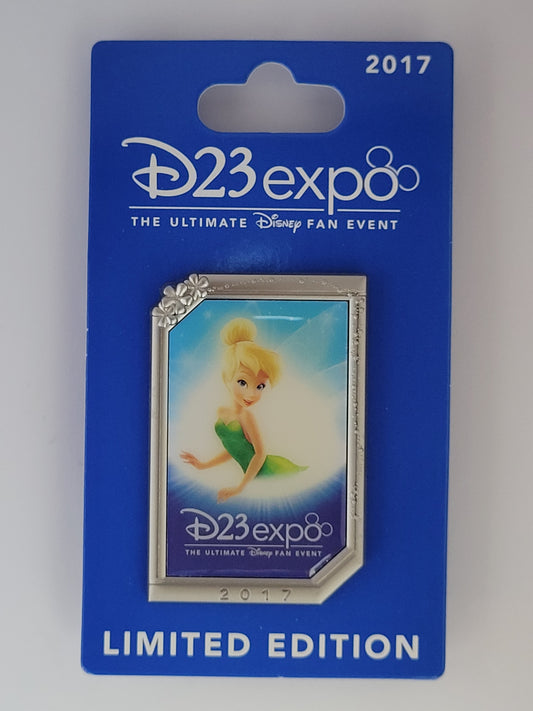 2017
D23 expo
THE ULTIMATE Disney FAN EVENT
D23 expo
THE ULTIMATE Disney FAN EVENT
2017
LIMITED EDITION